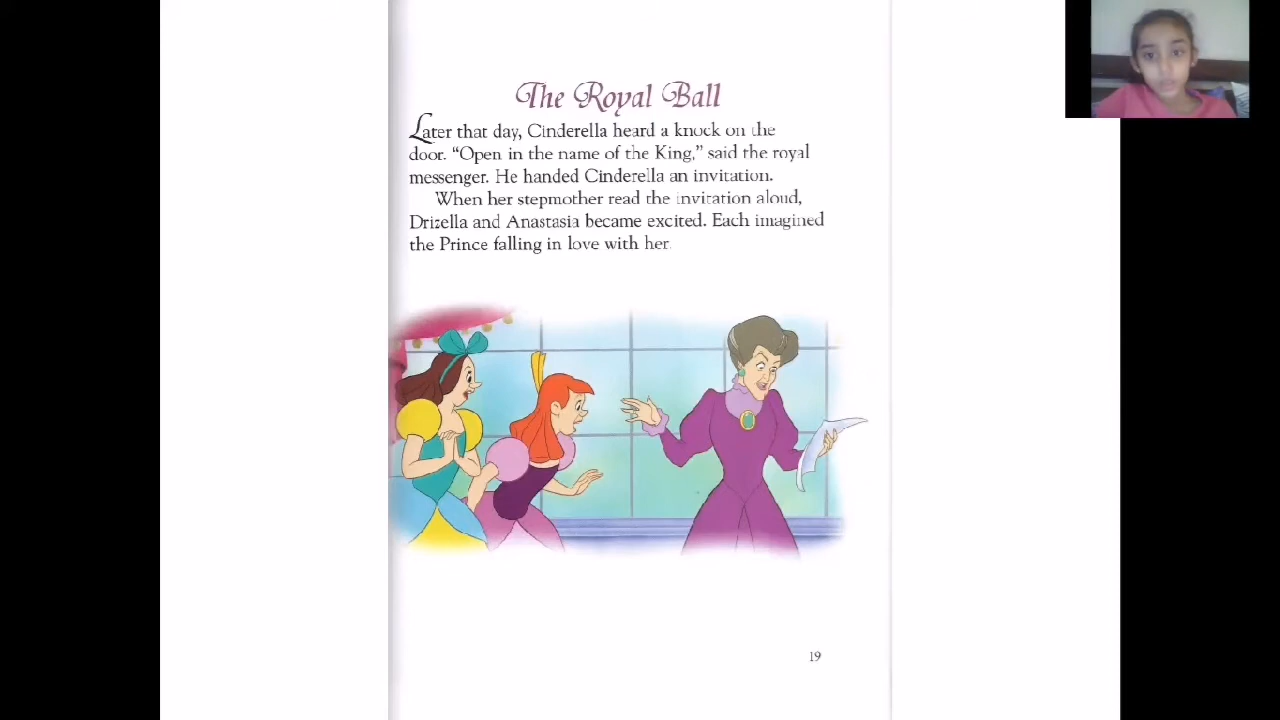 The Royal Ball
Later that day, Cinderella heard a knock on the
door. “Open in the name of the King,” said the royal
messenger. He handed Cinderella an invitation.
When her stepmother read the invitation aloud,
Drizella and Anastasia became excited. Each imagined
the Prince falling in love with her.
19